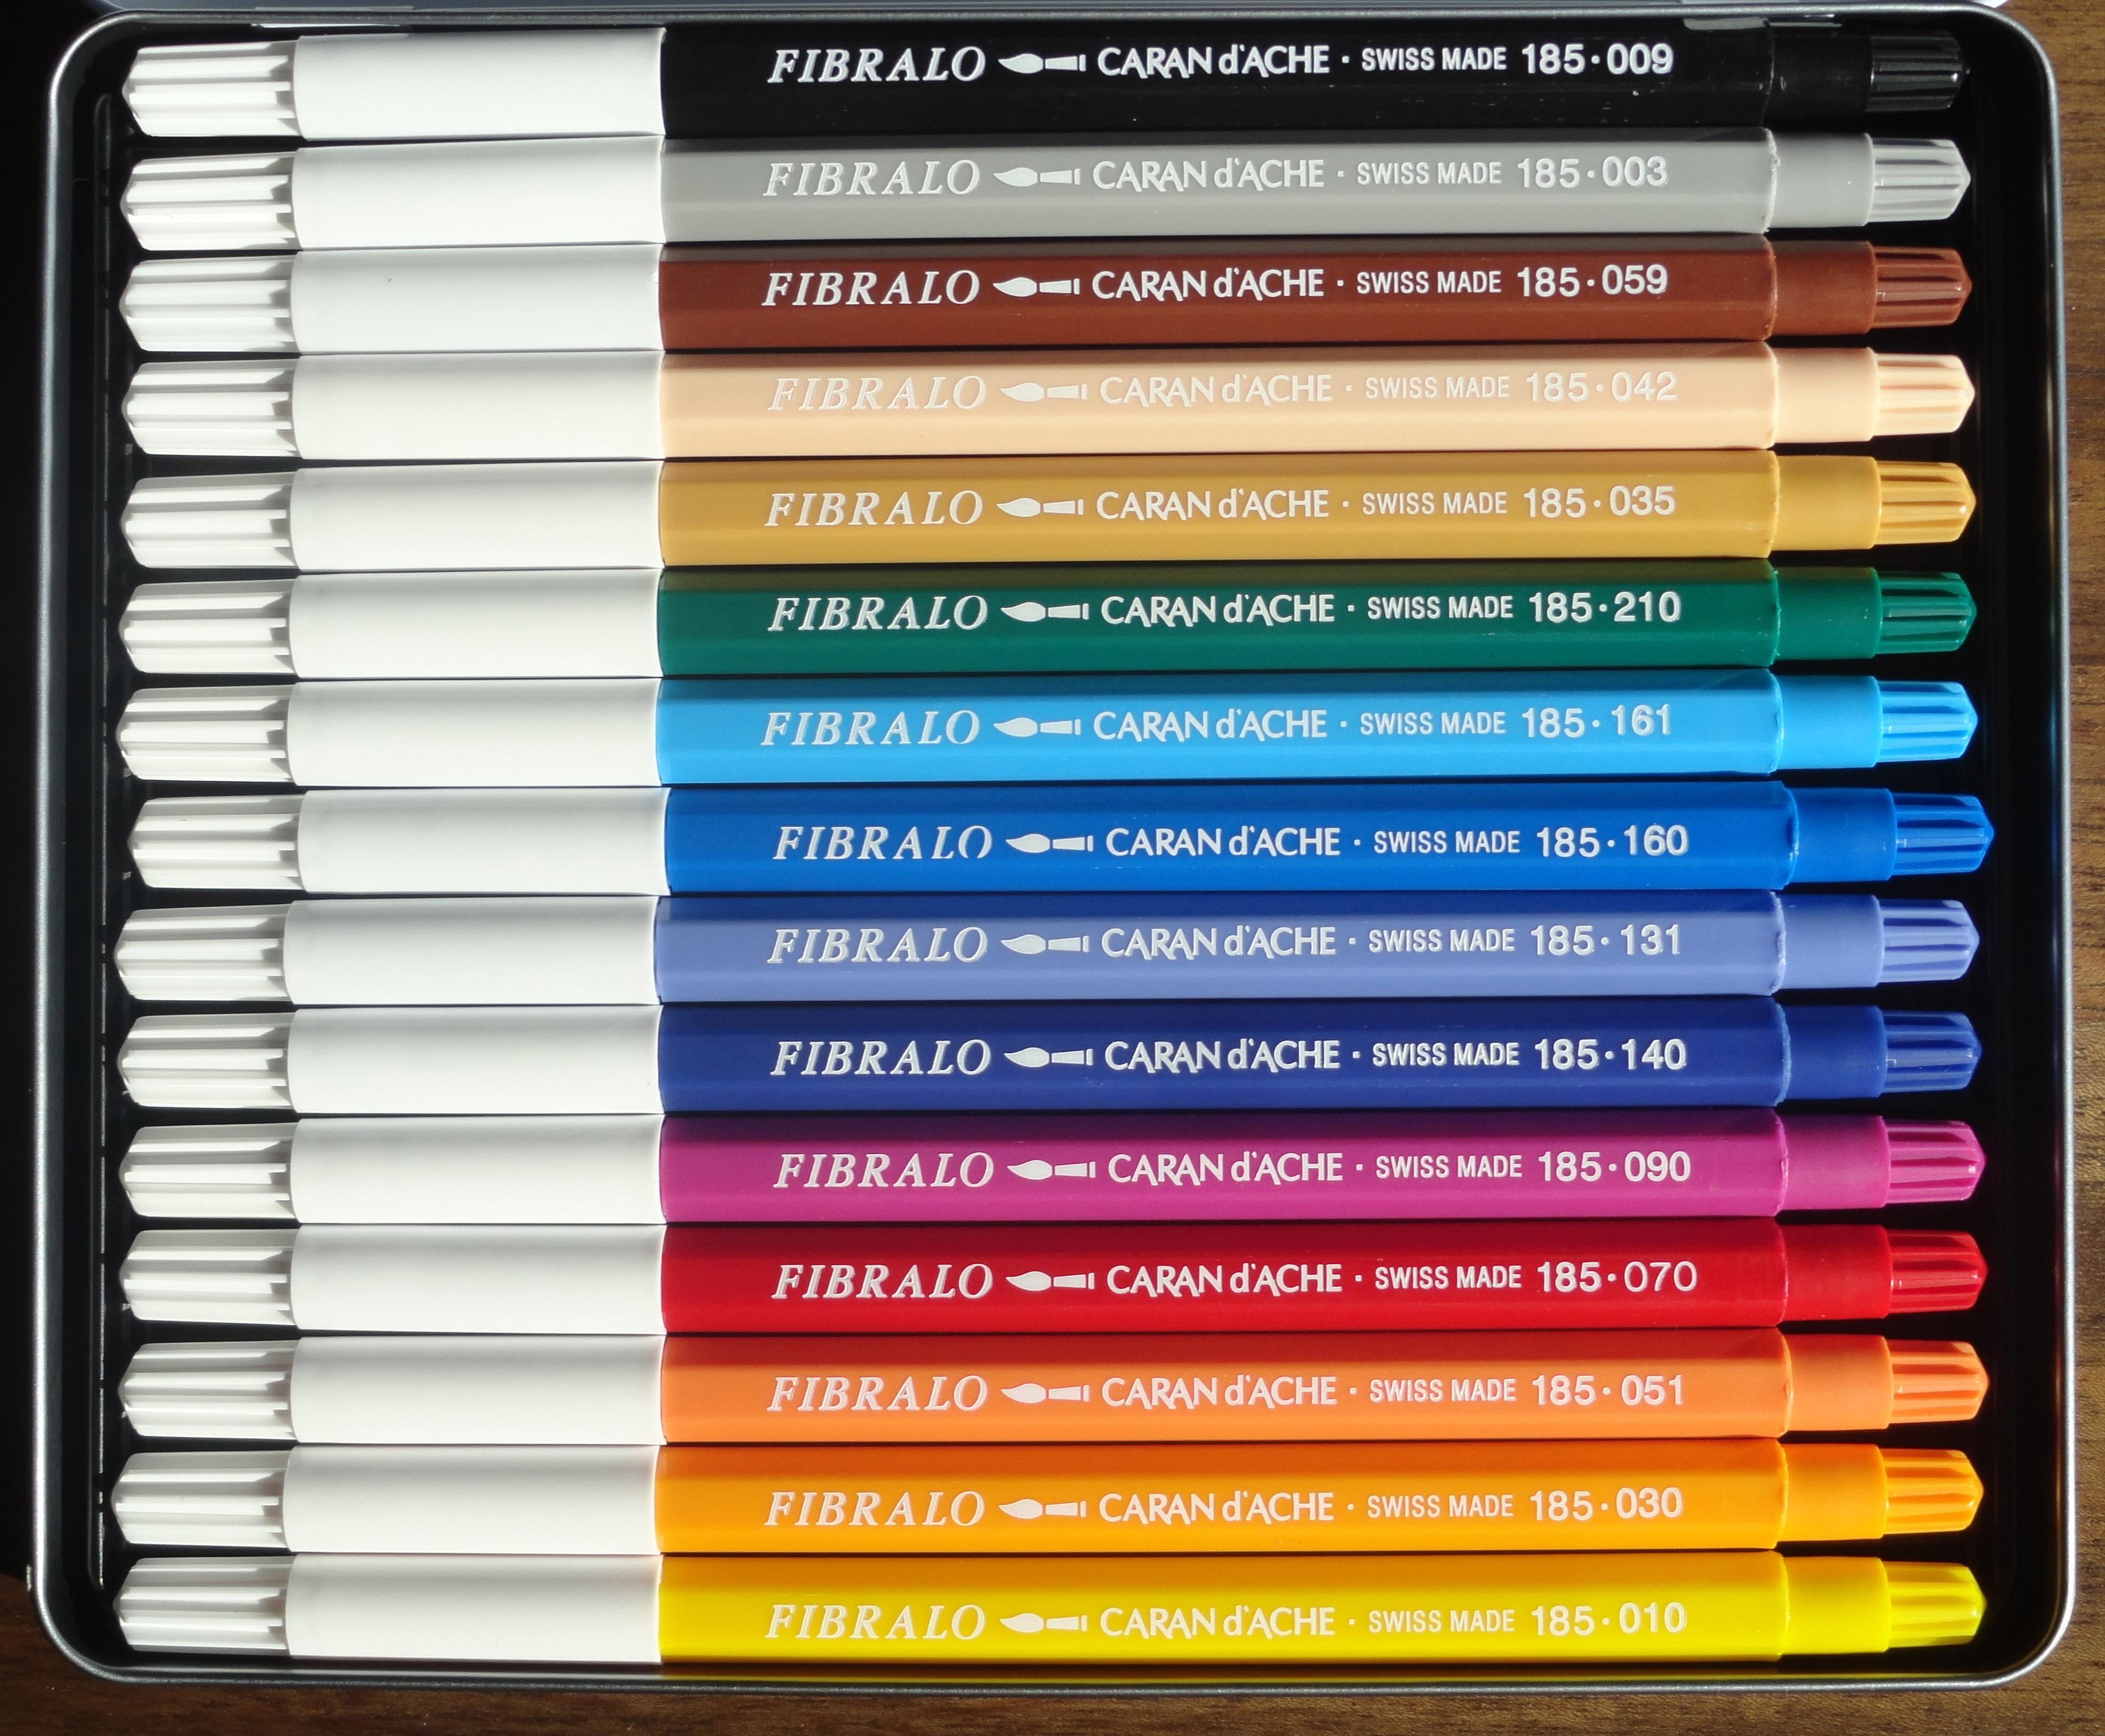 FIBRALO CARAN d'ACHE · SWISS MADE 185·009
FIBRALO CARAN d'ACHE · SWISS MADE 185·003
FIBRALO CARAN d'ACHE · SWISS MADE 185·059
FIBRALO CARAN d'ACHE · SWISS MADE 185·042
FIBRALO CARAN d'ACHE · SWISS MADE 185·035
FIBRALO CARAN d'ACHE · SWISS MADE 185·210
FIBRALO CARAN d'ACHE · SWISS MADE 185·161
FIBRALO CARAN d'ACHE · SWISS MADE 185·160
FIBRALO CARAN d'ACHE · SWISS MADE 185·131
FIBRALO CARAN d'ACHE · SWISS MADE 185·140
FIBRALO CARAN d'ACHE · SWISS MADE 185·090
FIBRALO CARAN d'ACHE · SWISS MADE 185·070
FIBRALO CARAN d'ACHE · SWISS MADE 185·051
FIBRALO CARAN d'ACHE · SWISS MADE 185·030
FIBRALO CARAN d'ACHE · SWISS MADE 185·010